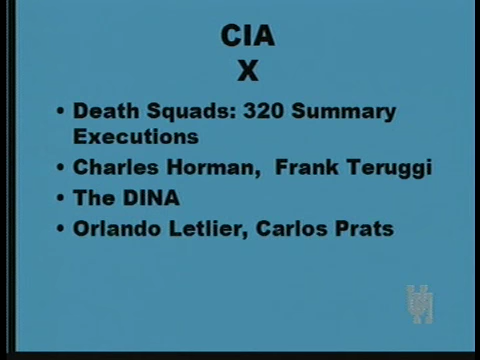 CIA
X
• Death Squads: 320 Summary
Executions
• Charles Horman, Frank Teruggi
• The DINA
• Orlando Letlier, Carlos Prats